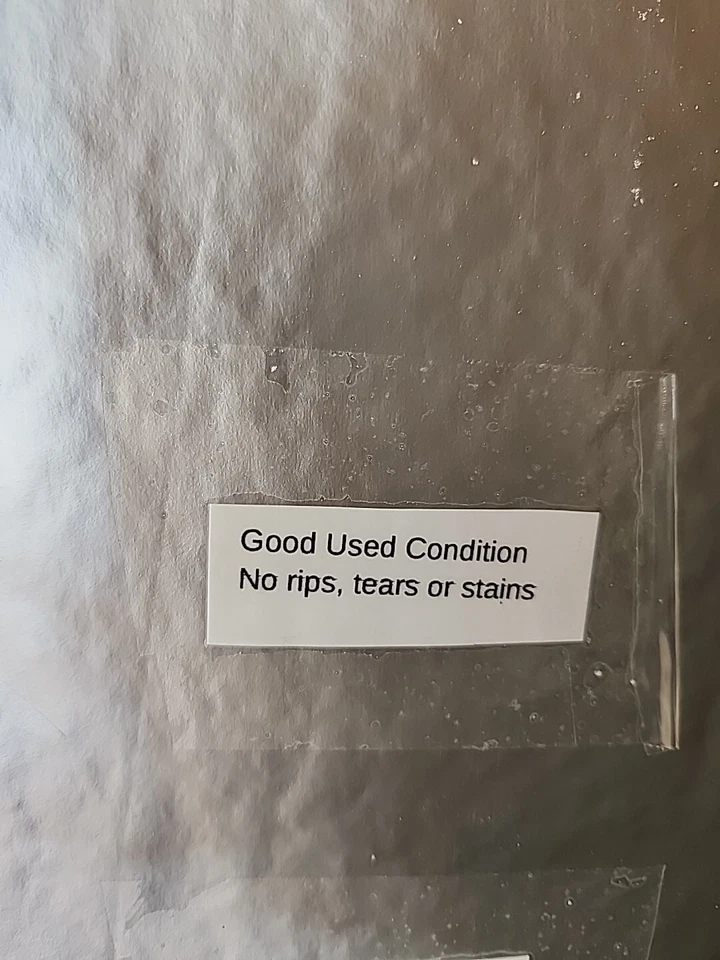 Good Used Condition
No rips, tears or stains